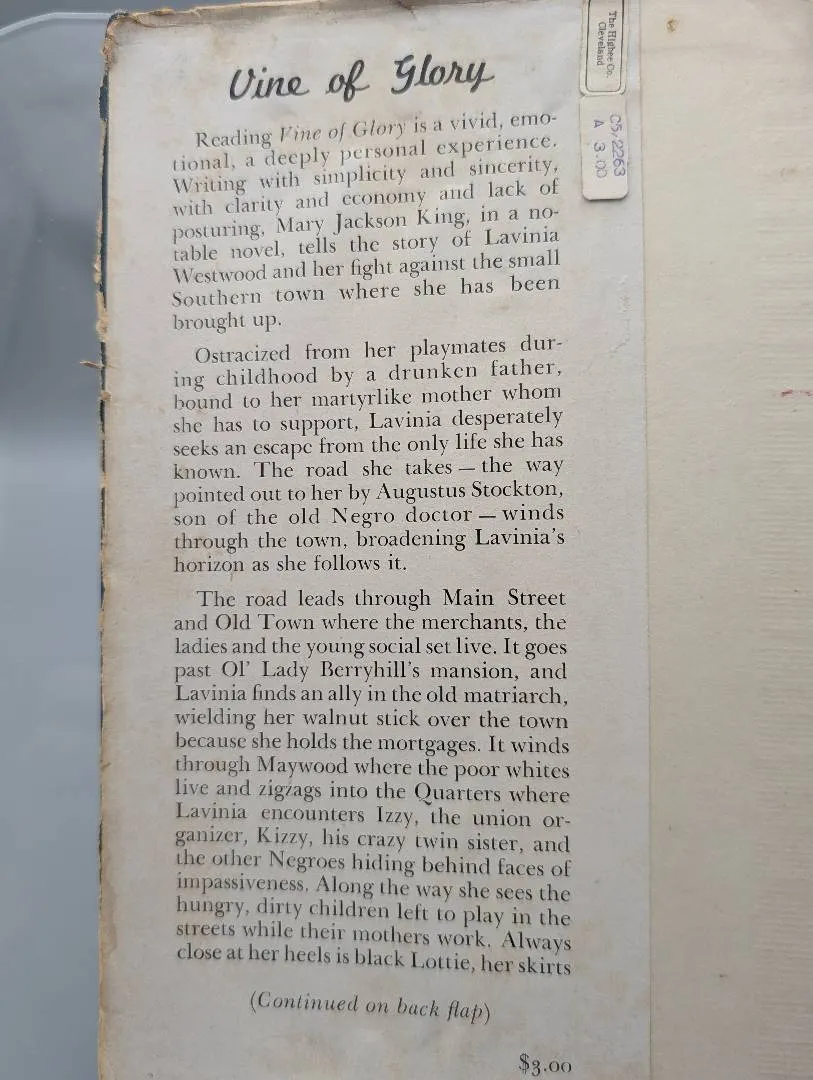 Vine of Glory
The Higbee Co.
Cleveland
C5, 2263
A 3.00
Reading Vine of Glory is a vivid, emo-
tional, a deeply personal experience.
Writing with simplicity and sincerity,
with clarity and economy and lack of
posturing, Mary Jackson King, in a no-
table novel, tells the story of Lavinia
Westwood and her fight against the small
Southern town where she has been
brought up.
Ostracized from her playmates dur-
ing childhood by a drunken father,
bound to her martyrlike mother whom
she has to support, Lavinia desperately
seeks an escape from the only life she has
known. The road she takes — the way
pointed out to her by Augustus Stockton,
son of the old Negro doctor — winds
through the town, broadening Lavinia's
horizon as she follows it.
The road leads through Main Street
and Old Town where the merchants, the
ladies and the young social set live. It goes
past Ol' Lady Berryhill's mansion, and
Lavinia finds an ally in the old matriarch,
wielding her walnut stick over the town
because she holds the mortgages. It winds
through Maywood where the poor whites
live and zigzags into the Quarters where
Lavinia encounters Izzy, the union or-
ganizer, Kizzy, his crazy twin sister, and
the other Negroes hiding behind faces of
impassiveness. Along the way she sees the
hungry, dirty children left to play in the
streets while their mothers work. Always
close at her heels is black Lottie, her skirts
(Continued on back flap)
$3.00